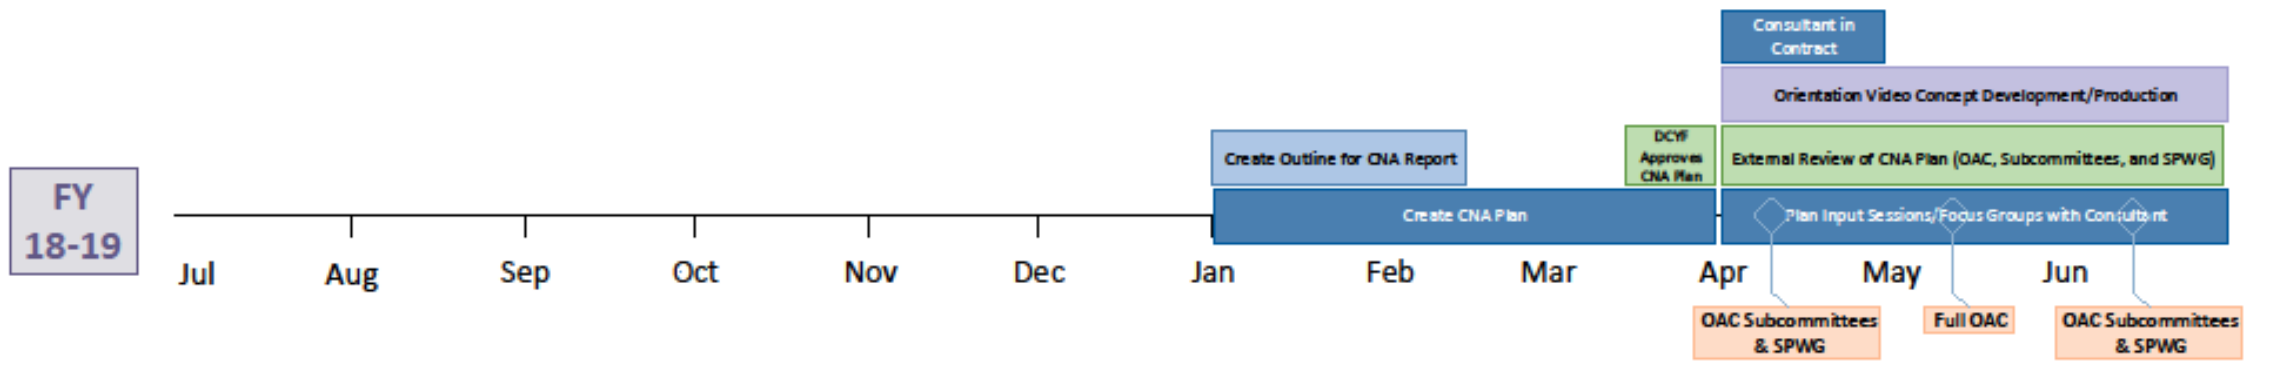 Consultant in
Contract
Orientation Video Concept Development/Production
DCYF
Approves
CNA Plan
Create Outline for CNA Report
External Review of CNA Plan (OAC, Subcommittees, and SPWG)
FY
18-19
Create CNA Plan
Plan Input Sessions/Focus Groups with Consultant
Jul Aug Sep Oct Nov Dec Jan Feb Mar Apr May Jun
OAC Subcommittees
& SPWG
Full OAC
OAC Subcommittees
& SPWG